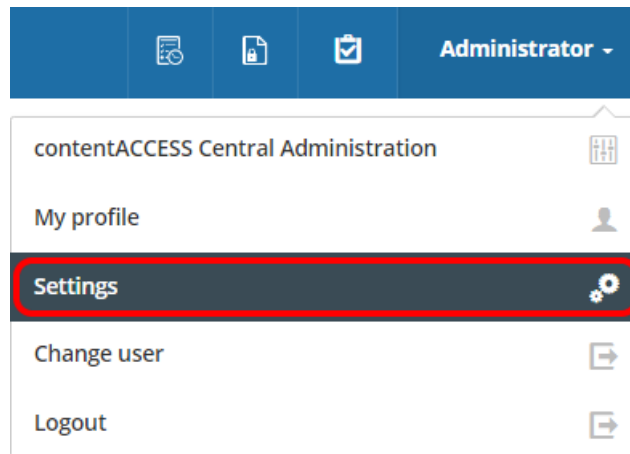 Administrator
contentACCESS Central Administration
My profile
Settings
Change user
Logout